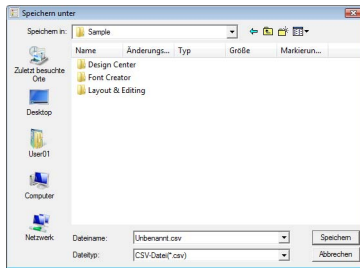 Speichern unter
Speichern in: Sample
Name Änderungs... Typ Größe Markierun...
Design Center
Font Creator
Layout & Editing
Zuletzt besuchte Orte
Desktop
User01
Computer
Netzwerk
Dateiname: Unbenannt.csv Speichern
Dateityp: CSV-Datei(*.csv) Abbrechen